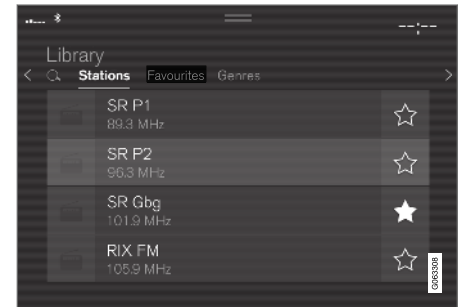 --:--
Library
Stations Favourites Genres
SR P1
89.3 MHz
SR P2
96.3 MHz
SR Gbg
101.9 MHz
RIX FM
105.9 MHz
G063308